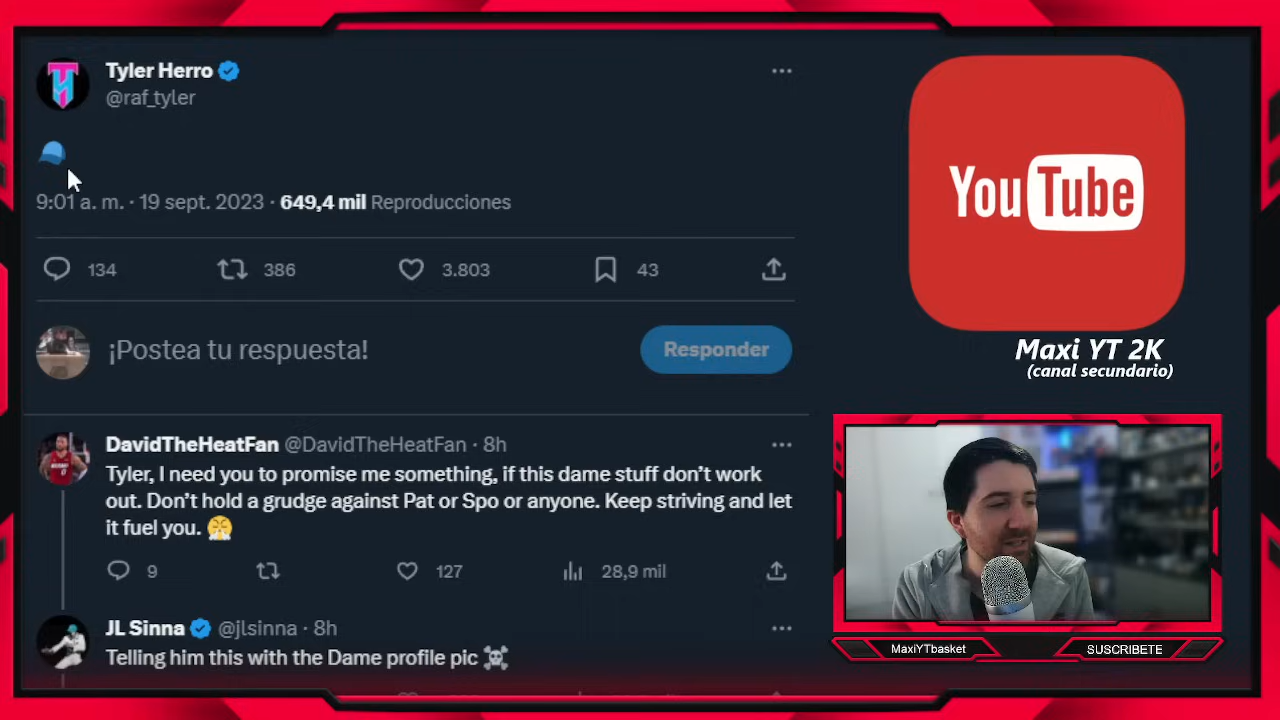 Tyler Herro
@raf_tyler
🧢
9:01 a. m. · 19 sept. 2023 · 649,4 mil Reproducciones
134 386 3.803 43
¡Postea tu respuesta!
Responder
DavidTheHeatFan @DavidTheHeatFan · 8h
Tyler, I need you to promise me something, if this dame stuff don't work
out. Don't hold a grudge against Pat or Spo or anyone. Keep striving and let
it fuel you. 😤
9 127 28,9 mil
JL Sinna @jlsinna · 8h
Telling him this with the Dame profile pic ☠️
YouTube
Maxi YT 2K
(canal secundario)
MaxiYTbasket
SUSCRIBETE